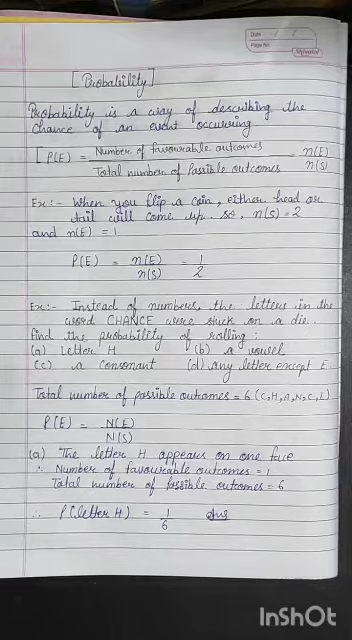 Date / /
Page No.
Shivalal
[Probability]
Probability is a way of describing the
chance of an event occurring
[P(E) = Number of favourable outcomes / Total number of Possible outcomes = n(E)/n(S)
Ex:- When you flip a coin, either head or
tail will come up. so, n(S) = 2
and n(E) = 1
P(E) = n(E)/n(S) = 1/2
Ex:- Instead of numbers, the letters in the
word CHANCE were stuck on a die.
find the probability of rolling:
(a) Letter H (b) a vowel
(c) a consonant (d) any letter except E.
Total number of possible outcomes = 6 (C,H,A,N,C,E)
P(E) = N(E)/N(S)
(a) The letter H appears on one face
∴ Number of favourable outcomes = 1
Total number of possible outcomes = 6
∴ P(letter H) = 1/6 ans
InShOt